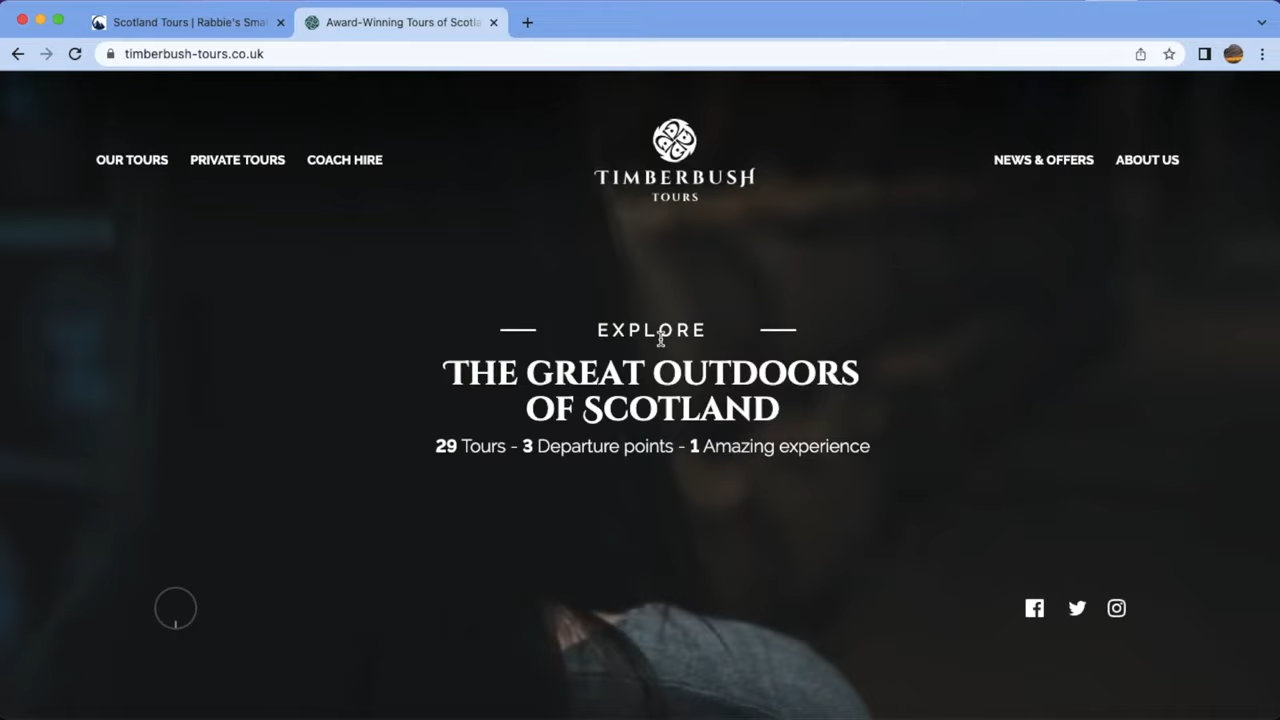 Scotland Tours | Rabbie's Smal
Award-Winning Tours of Scotla
timberbush-tours.co.uk
OUR TOURS
PRIVATE TOURS
COACH HIRE
TIMBERBUSH
TOURS
NEWS & OFFERS
ABOUT US
EXPLORE
THE GREAT OUTDOORS
OF SCOTLAND
29 Tours - 3 Departure points - 1 Amazing experience